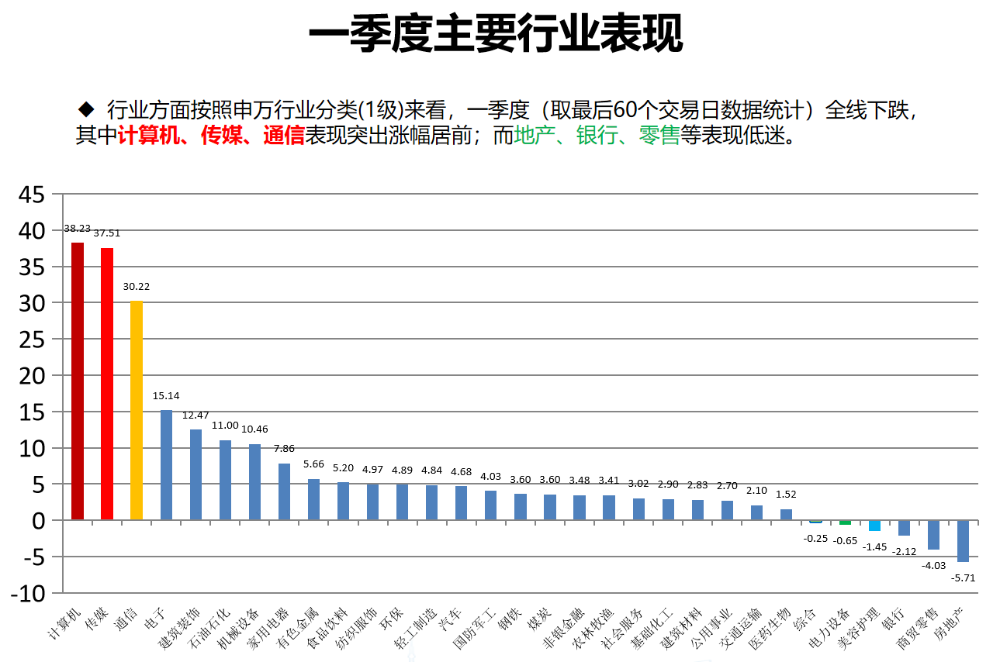 一季度主要行业表现
◆ 行业方面按照申万行业分类(1级)来看，一季度（取最后60个交易日数据统计）全线下跌，
其中计算机、传媒、通信表现突出涨幅居前；而地产、银行、零售等表现低迷。
45
40
35
30
25
20
15
10
5
0
-5
-10
38.23
37.51
30.22
15.14
12.47
11.00
10.46
7.86
5.66
5.20
4.97
4.89
4.84
4.68
4.03
3.60
3.60
3.48
3.41
3.02
2.90
2.83
2.70
2.10
1.52
-0.25
-0.65
-1.45
-2.12
-4.03
-5.71
计算机
传媒
通信
电子
建筑装饰
石油石化
机械设备
家用电器
有色金属
食品饮料
纺织服饰
环保
轻工制造
汽车
国防军工
钢铁
煤炭
非银金融
农林牧渔
社会服务
基础化工
建筑材料
公用事业
交通运输
医药生物
综合
电力设备
美容护理
银行
商贸零售
房地产